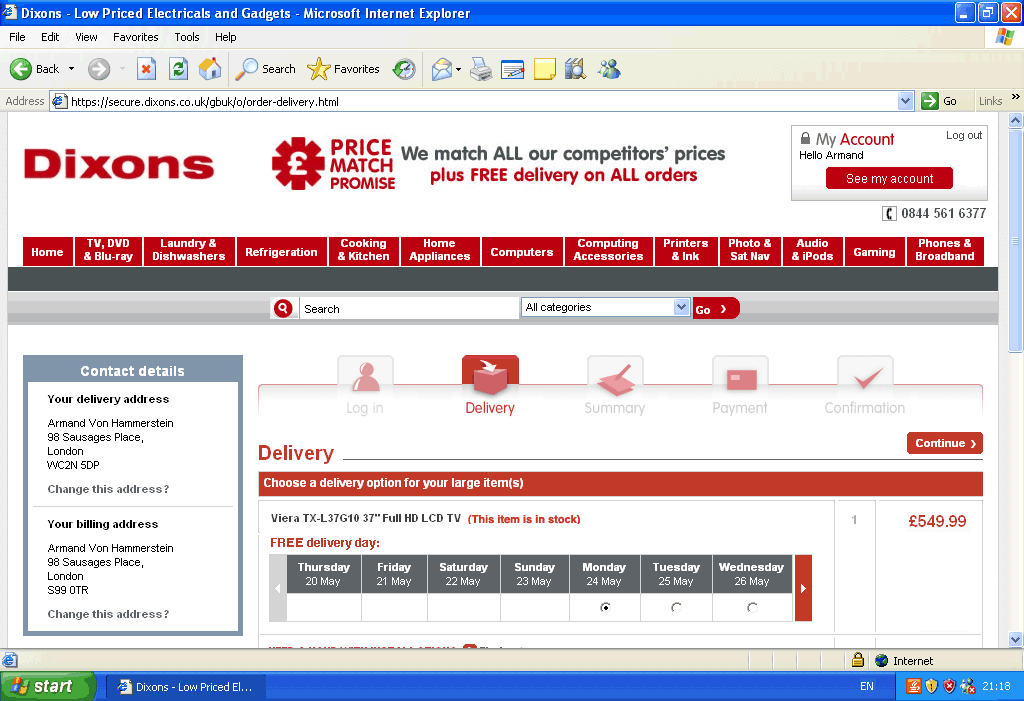 Dixons - Low Priced Electricals and Gadgets - Microsoft Internet Explorer
File Edit View Favorites Tools Help
Back Search Favorites
Address https://secure.dixons.co.uk/gbuk/o/order-delivery.html Go Links »
Dixons
£ PRICE MATCH PROMISE
We match ALL our competitors' prices
plus FREE delivery on ALL orders
My Account Log out
Hello Armand
See my account
0844 561 6377
Home
TV, DVD & Blu-ray
Laundry & Dishwashers
Refrigeration
Cooking & Kitchen
Home Appliances
Computers
Computing Accessories
Printers & Ink
Photo & Sat Nav
Audio & iPods
Gaming
Phones & Broadband
Search All categories Go
Contact details
Your delivery address
Armand Von Hammerstein
98 Sausages Place,
London
WC2N 5DP
Change this address?
Your billing address
Armand Von Hammerstein
98 Sausages Place,
London
S99 0TR
Change this address?
Log in Delivery Summary Payment Confirmation
Continue
Delivery
Choose a delivery option for your large item(s)
Viera TX-L37G10 37" Full HD LCD TV (This item is in stock) 1 £549.99
FREE delivery day:
Thursday Friday Saturday Sunday Monday Tuesday Wednesday
20 May 21 May 22 May 23 May 24 May 25 May 26 May
Internet
start Dixons - Low Priced El... EN 21:18